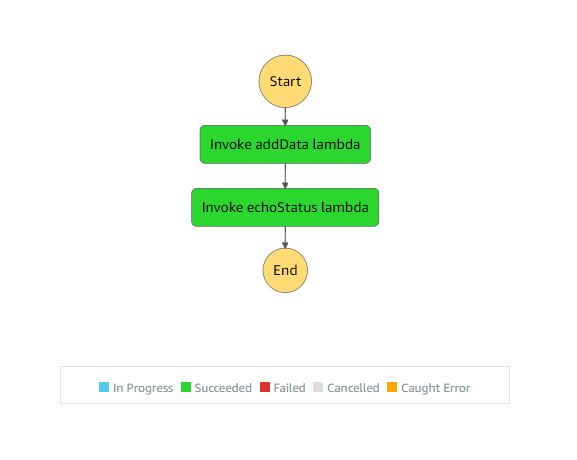 Start
Invoke addData lambda
Invoke echoStatus lambda
End
In Progress Succeeded Failed Cancelled Caught Error